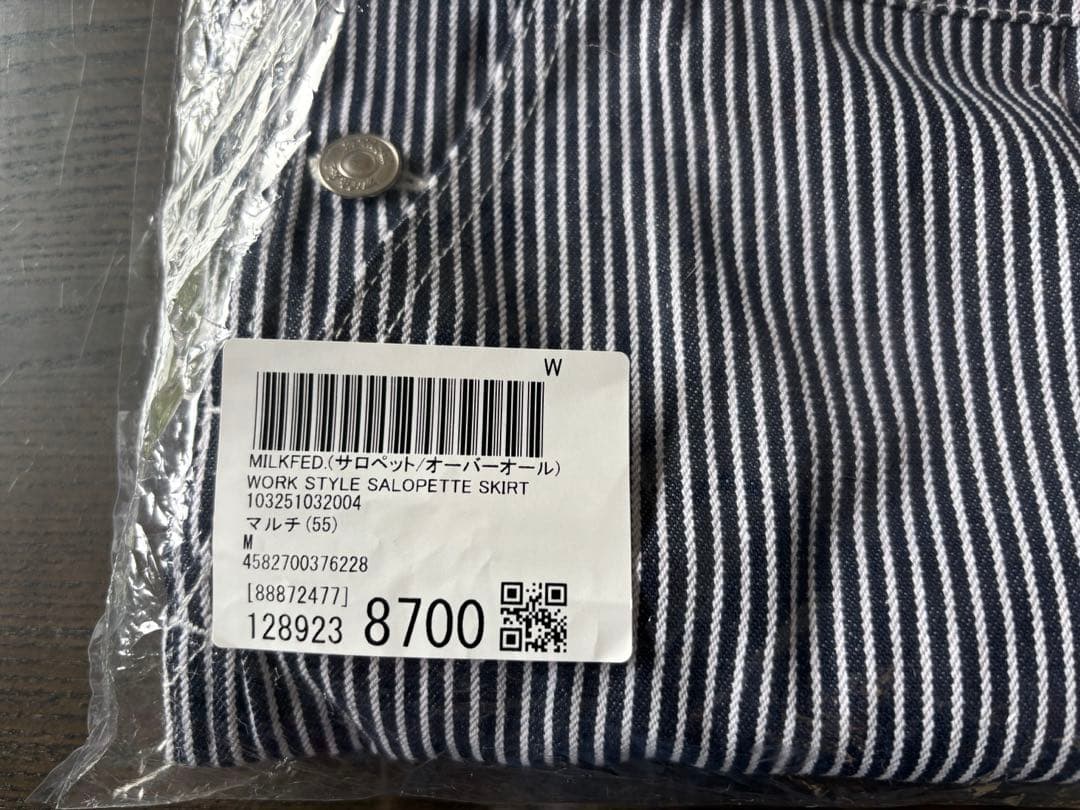 W
MILKFED.(サロペット/オーバーオール)
WORK STYLE SALOPETTE SKIRT
103251032004
マルチ(55)
M
4582700376228
[88872477]
128923 8700